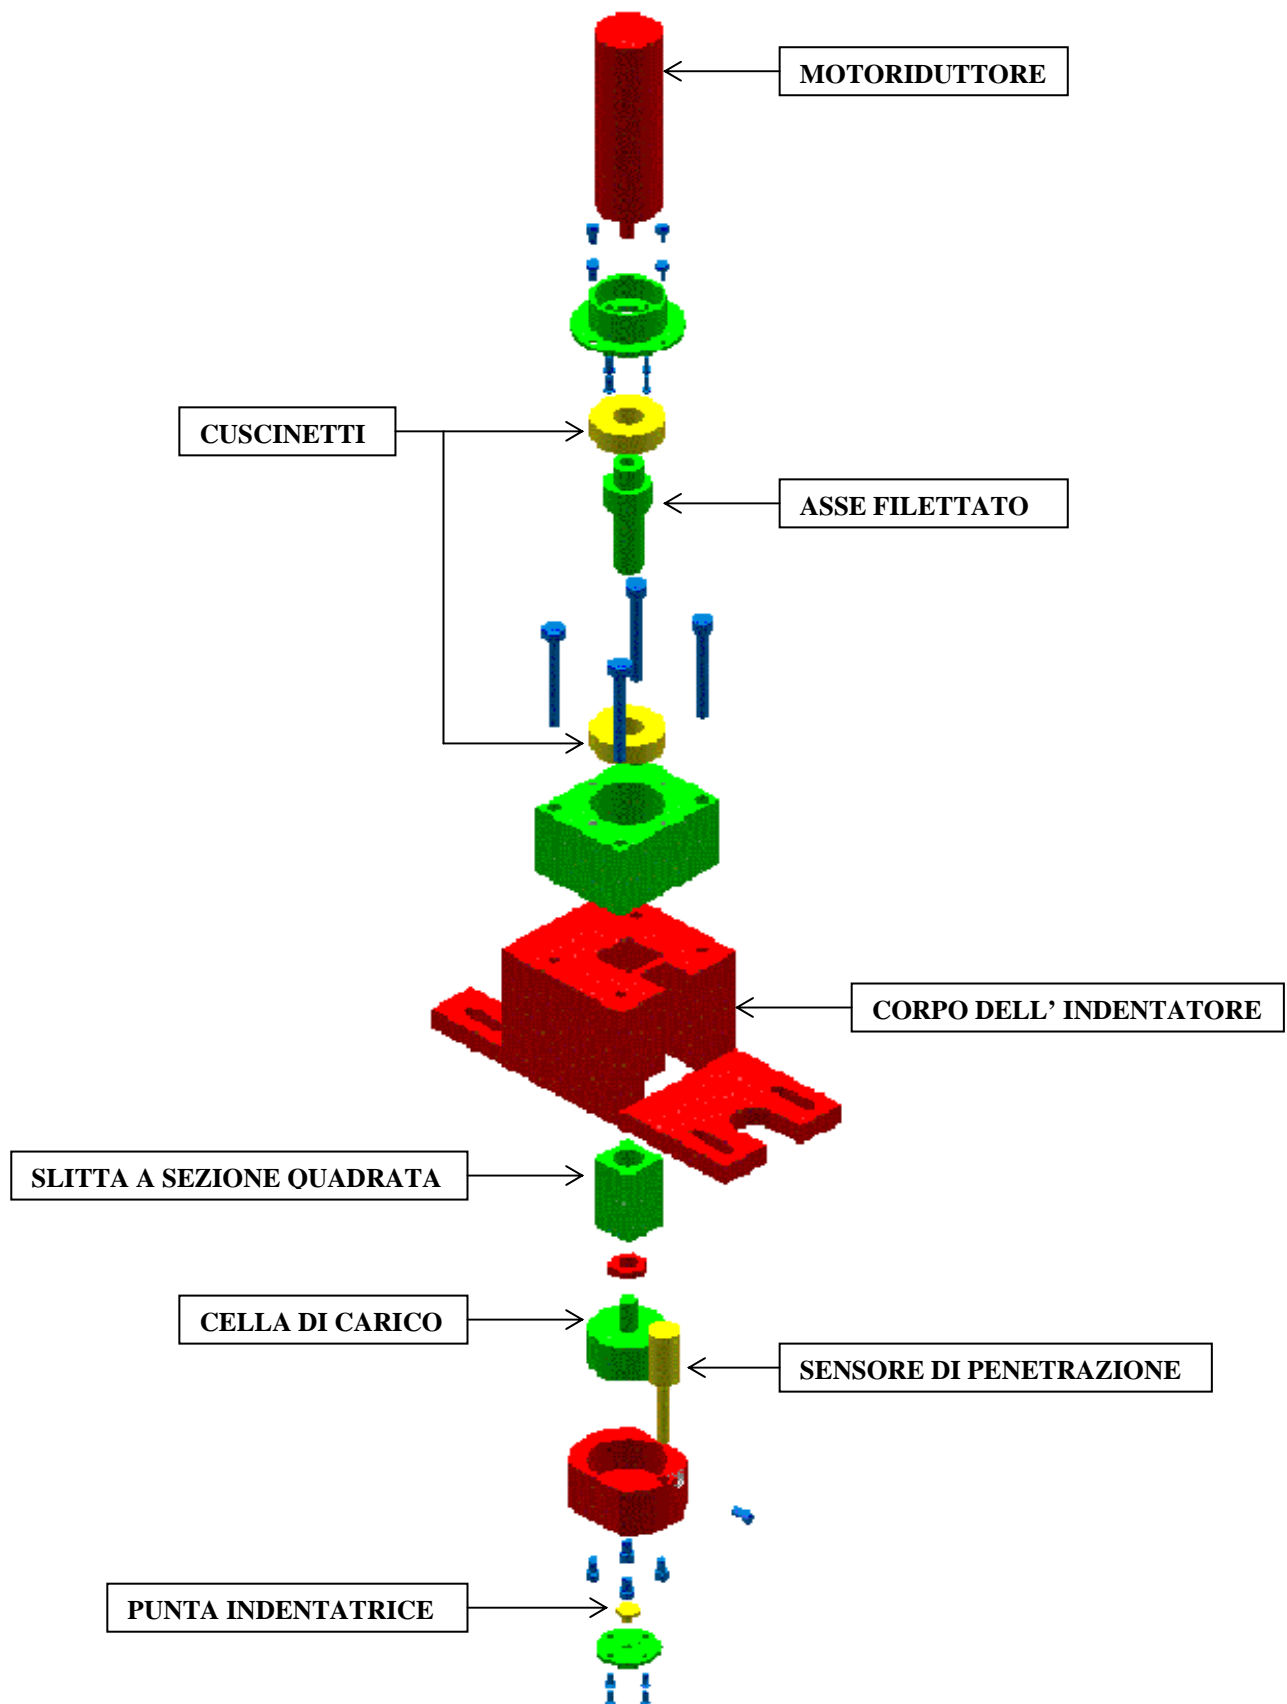 MOTORIDUTTORE
CUSCINETTI
ASSE FILETTATO
CORPO DELL' INDENTATORE
SLITTA A SEZIONE QUADRATA
CELLA DI CARICO
SENSORE DI PENETRAZIONE
PUNTA INDENTATRICE